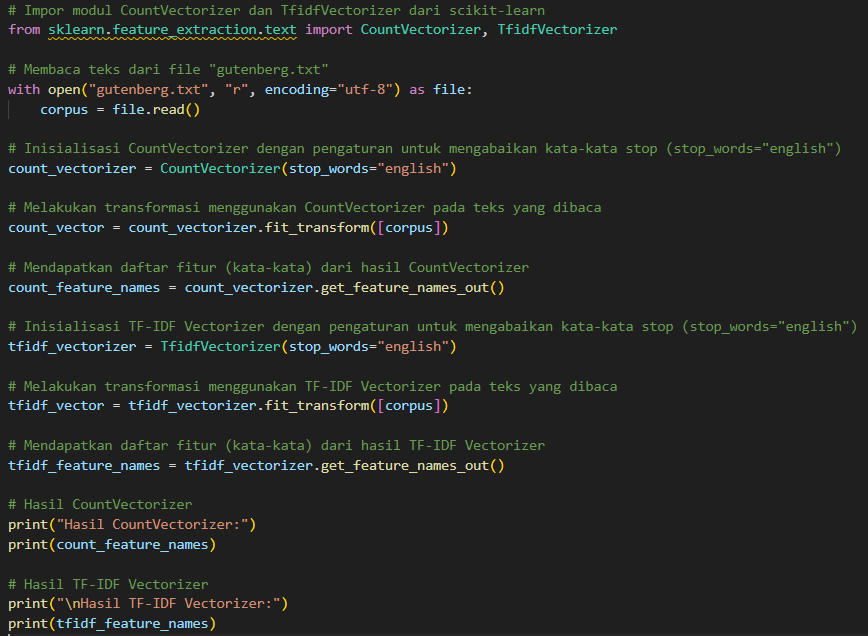 # Impor modul CountVectorizer dan TfidfVectorizer dari scikit-learn
from sklearn.feature_extraction.text import CountVectorizer, TfidfVectorizer

# Membaca teks dari file "gutenberg.txt"
with open("gutenberg.txt", "r", encoding="utf-8") as file:
    corpus = file.read()

# Inisialisasi CountVectorizer dengan pengaturan untuk mengabaikan kata-kata stop (stop_words="english")
count_vectorizer = CountVectorizer(stop_words="english")

# Melakukan transformasi menggunakan CountVectorizer pada teks yang dibaca
count_vector = count_vectorizer.fit_transform([corpus])

# Mendapatkan daftar fitur (kata-kata) dari hasil CountVectorizer
count_feature_names = count_vectorizer.get_feature_names_out()

# Inisialisasi TF-IDF Vectorizer dengan pengaturan untuk mengabaikan kata-kata stop (stop_words="english")
tfidf_vectorizer = TfidfVectorizer(stop_words="english")

# Melakukan transformasi menggunakan TF-IDF Vectorizer pada teks yang dibaca
tfidf_vector = tfidf_vectorizer.fit_transform([corpus])

# Mendapatkan daftar fitur (kata-kata) dari hasil TF-IDF Vectorizer
tfidf_feature_names = tfidf_vectorizer.get_feature_names_out()

# Hasil CountVectorizer
print("Hasil CountVectorizer:")
print(count_feature_names)

# Hasil TF-IDF Vectorizer
print("\nHasil TF-IDF Vectorizer:")
print(tfidf_feature_names)